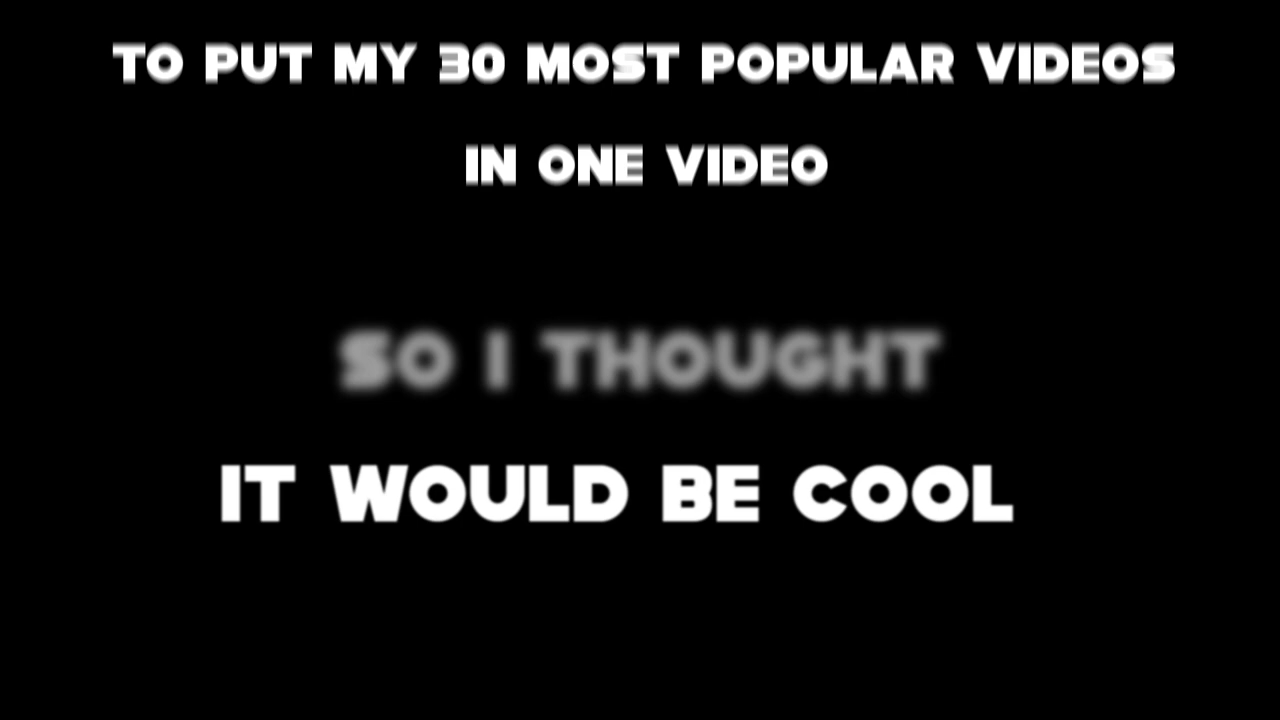 TO PUT MY 30 MOST POPULAR VIDEOS
IN ONE VIDEO
SO I THOUGHT
IT WOULD BE COOL